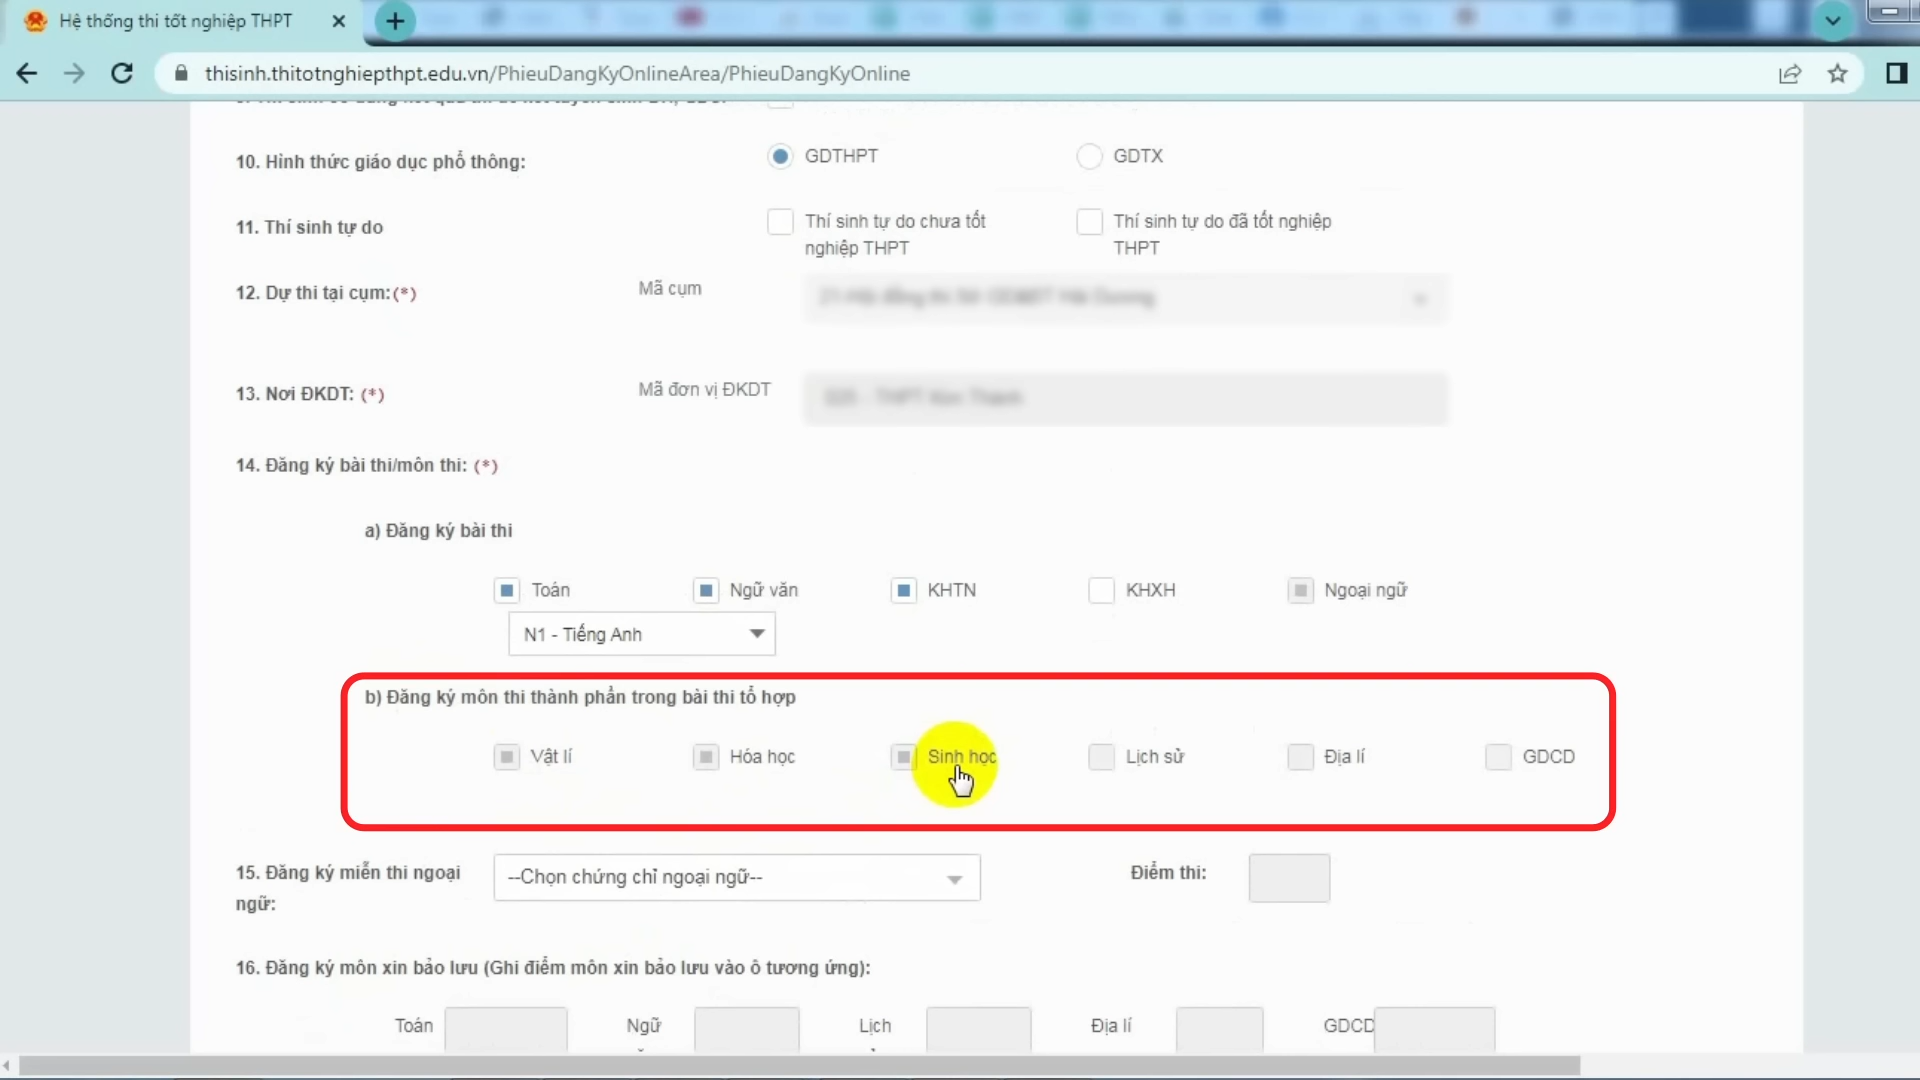 Hệ thống thi tốt nghiệp THPT
thisinh.thitotnghiepthpt.edu.vn/PhieuDangKyOnlineArea/PhieuDangKyOnline
10. Hình thức giáo dục phổ thông:
GDTHPT
GDTX
11. Thí sinh tự do
Thí sinh tự do chưa tốt
nghiệp THPT
Thí sinh tự do đã tốt nghiệp
THPT
12. Dự thi tại cụm:(*)
Mã cụm
13. Nơi ĐKDT: (*)
Mã đơn vị ĐKDT
14. Đăng ký bài thi/môn thi: (*)
a) Đăng ký bài thi
Toán
Ngữ văn
KHTN
KHXH
Ngoại ngữ
N1 - Tiếng Anh
b) Đăng ký môn thi thành phần trong bài thi tổ hợp
Vật lí
Hóa học
Sinh học
Lịch sử
Địa lí
GDCD
15. Đăng ký miễn thi ngoại
ngữ:
--Chọn chứng chỉ ngoại ngữ--
Điểm thi:
16. Đăng ký môn xin bảo lưu (Ghi điểm môn xin bảo lưu vào ô tương ứng):
Toán
Ngữ
Lịch
Địa lí
GDCD